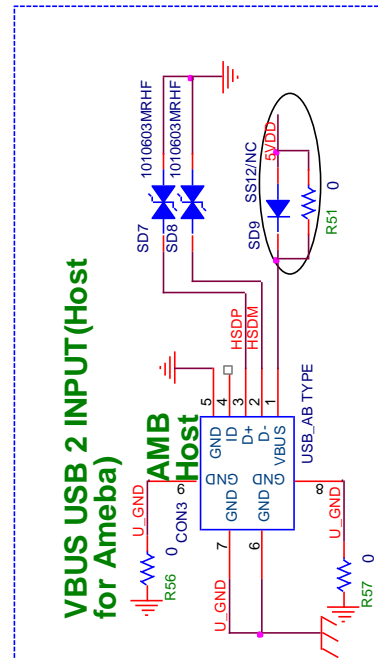 VBUS USB 2 INPUT(Host
for Ameba)
AMB
Host
1010603MRHF
1010603MRHF
SD7
SD8
5VDD
SS12/NC
SD9
R51
0
HSDP
HSDM
5
4
3
2
1
GND
ID
D+
D-
VBUS
USB_AB TYPE
GND
GND
GND
GND
CON3
9
8
7
6
U_GND
U_GND
U_GND
R56
0
R57
0